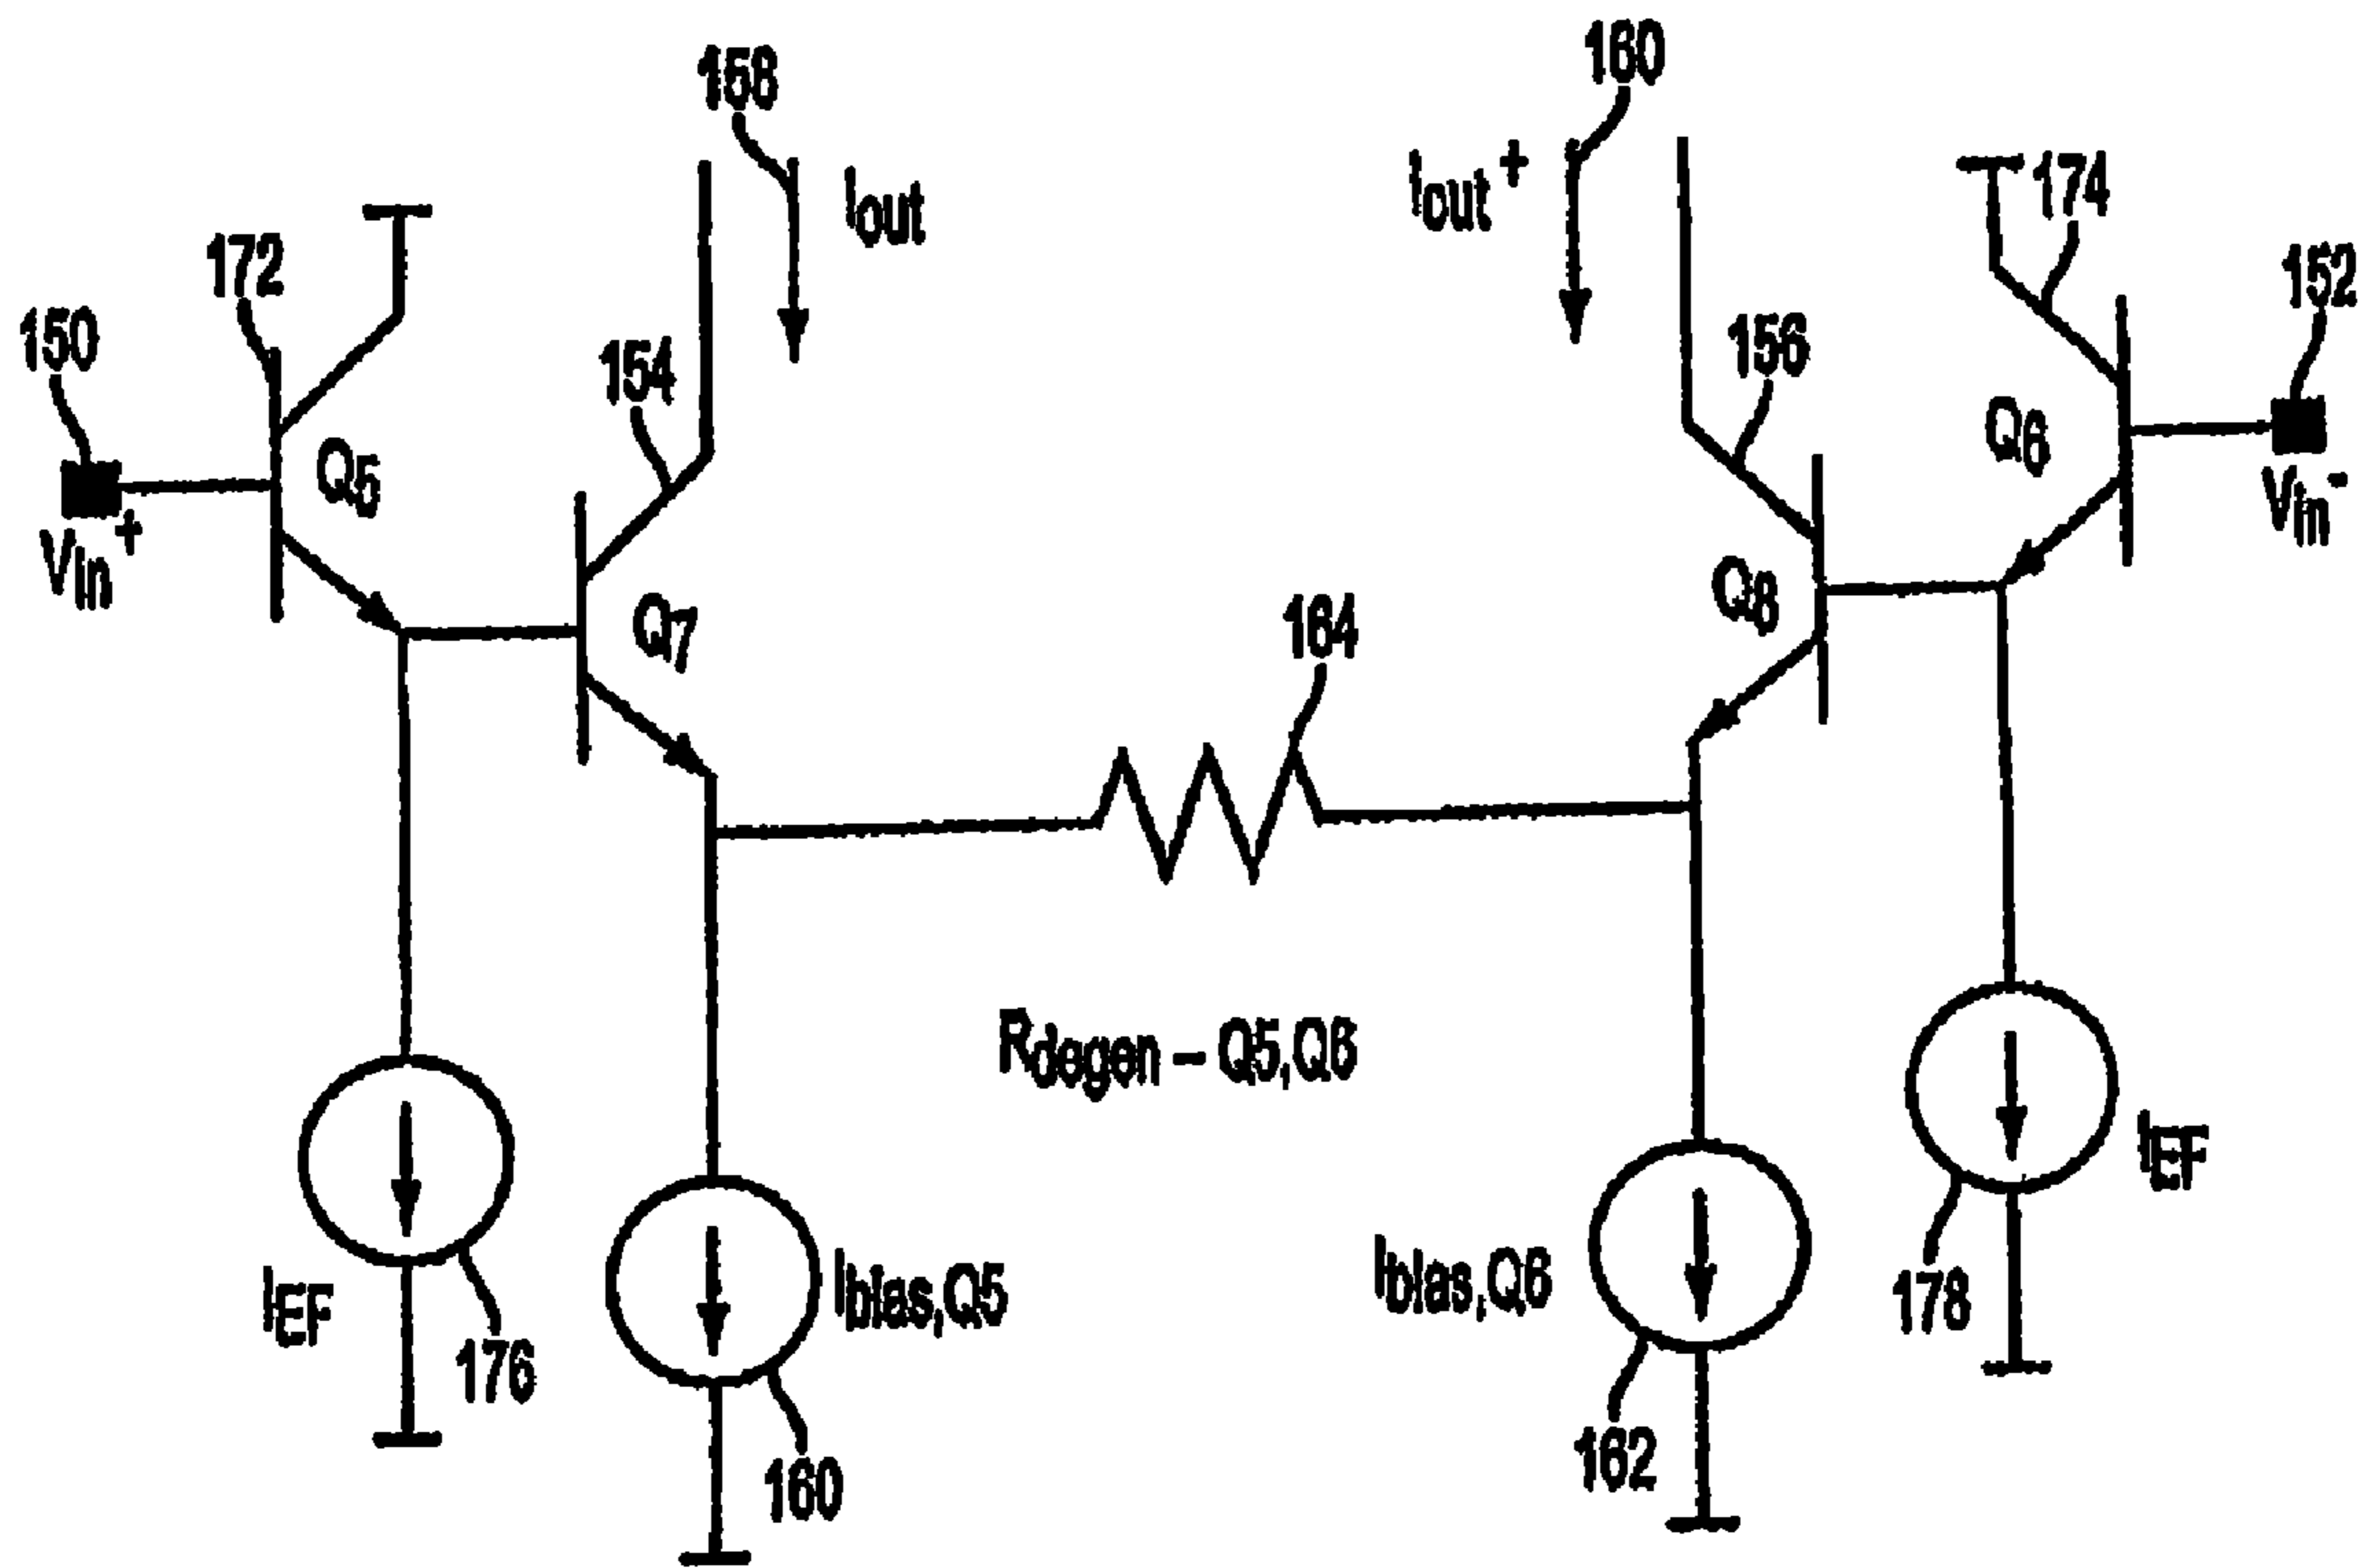 158
160
Iout
Iout +
174
172
152
150
154
156
Q5
Q6
Vin +
Vin -
Q7
Q8
164
Rdegen – Q5,Q6
IEF
IEF
Ibias,Q5
Ibias,Q6
178
176
160
162